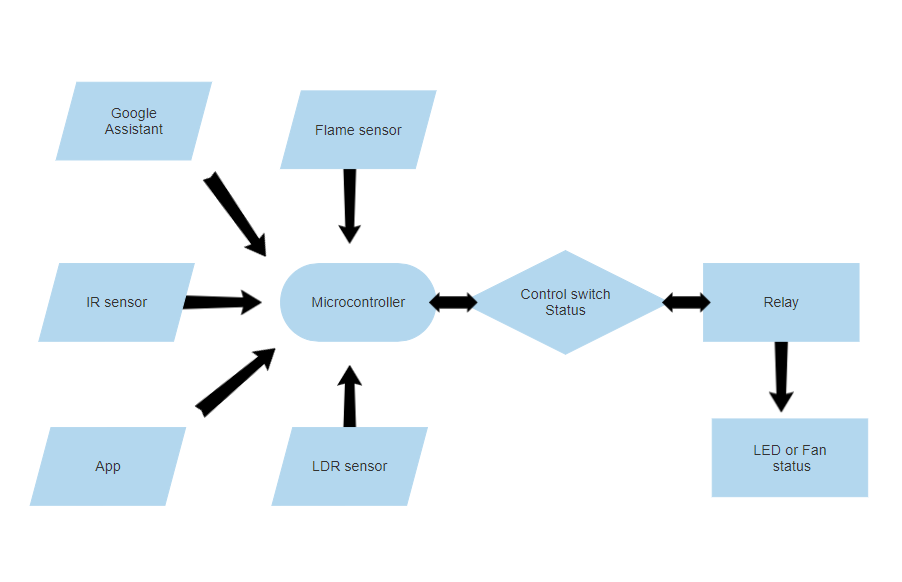 Google
Assistant
Flame sensor
IR sensor
Microcontroller
Control switch
Status
Relay
App
LDR sensor
LED or Fan
status